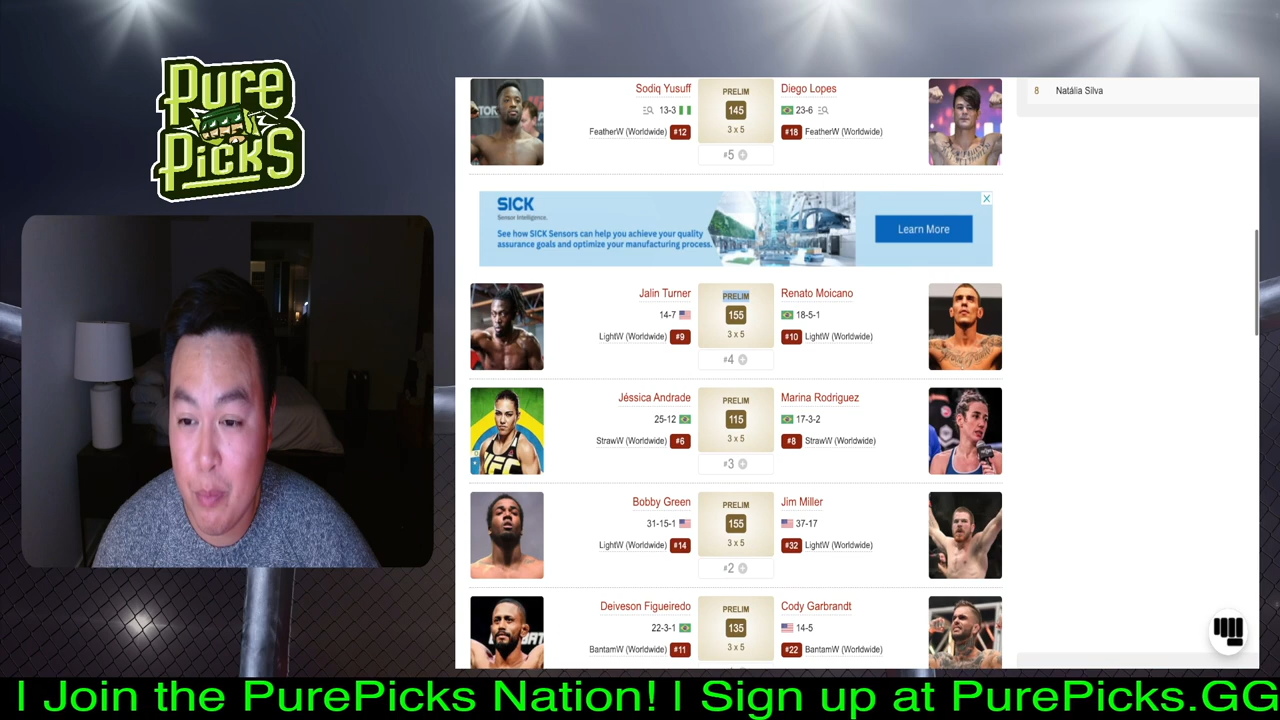 Pure
Picks
Sodiq Yusuff
13-3
FeatherW (Worldwide) #12
PRELIM
145
3 x 5
#5
Diego Lopes
23-6
#18 FeatherW (Worldwide)
8 Natália Silva
SICK
Sensor Intelligence.
See how SICK Sensors can help you achieve your quality
assurance goals and optimize your manufacturing process.
Learn More
X
Jalin Turner
14-7
LightW (Worldwide) #9
PRELIM
155
3 x 5
#4
Renato Moicano
18-5-1
#10 LightW (Worldwide)
Jéssica Andrade
25-12
StrawW (Worldwide) #6
PRELIM
115
3 x 5
#3
Marina Rodriguez
17-3-2
#8 StrawW (Worldwide)
Bobby Green
31-15-1
LightW (Worldwide) #14
PRELIM
155
3 x 5
#2
Jim Miller
37-17
#32 LightW (Worldwide)
Deiveson Figueiredo
22-3-1
BantamW (Worldwide) #11
PRELIM
135
3 x 5
Cody Garbrandt
14-5
#22 BantamW (Worldwide)
| Join the PurePicks Nation! | Sign up at PurePicks.GG